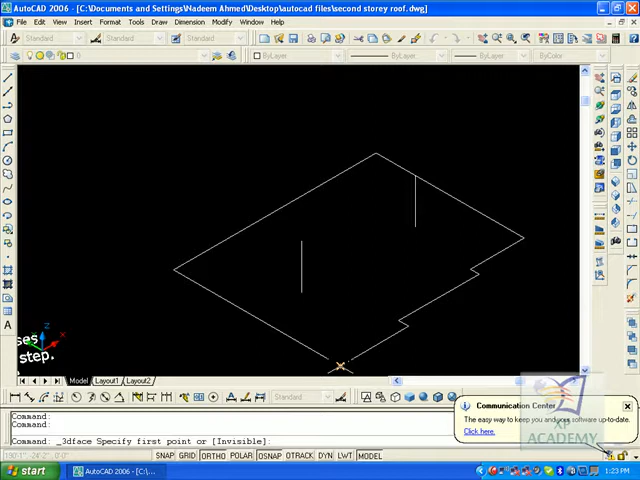 AutoCAD 2006 - [C:\Documents and Settings\Nadeem Ahmed\Desktop\autocad files\second storey roof.dwg]
File Edit View Insert Format Tools Draw Dimension Modify Window Help
Standard Standard Standard
0 ByLayer ByLayer ByLayer ByColor
ses
step.
X
Model Layout1 Layout2
Standard
Command:
Command:
Command: _3dface Specify first point or [Invisible]:
Communication Center
The easy way to keep you and your software up-to-date.
Click here.
XP
ACADEMY
SNAP GRID ORTHO POLAR OSNAP OTRACK DYN LWT MODEL
start
AutoCAD 2006 - [C:\...
1:23 PM